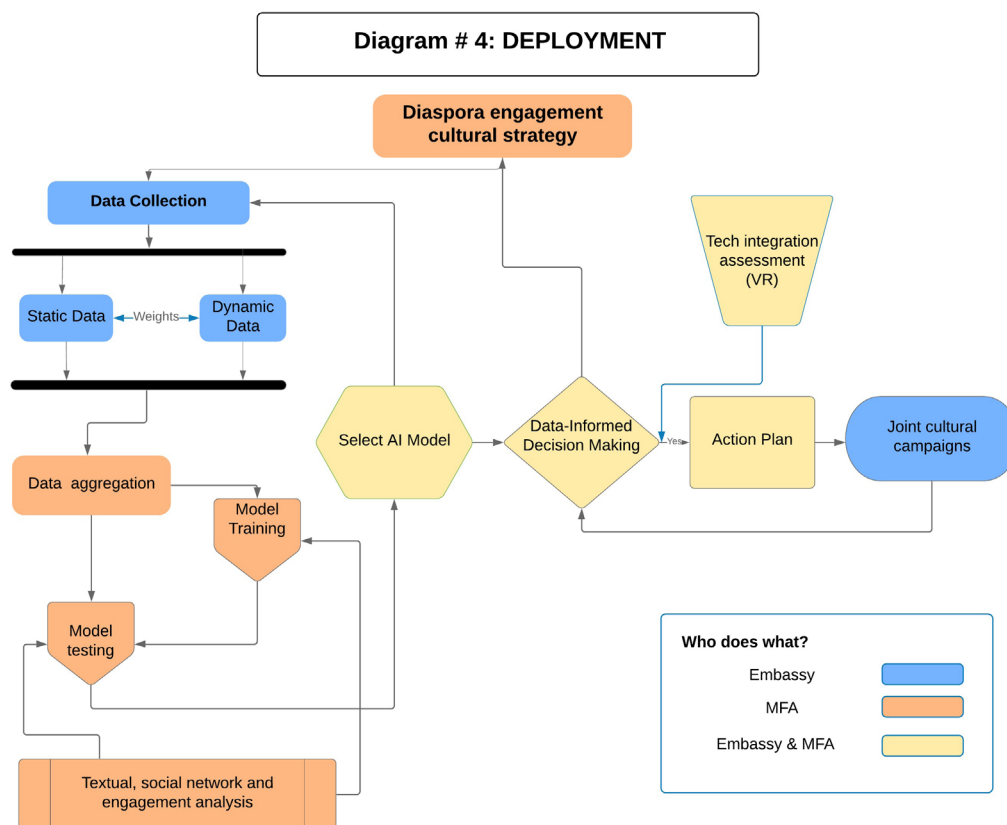 Diagram # 4: DEPLOYMENT
Diaspora engagement
cultural strategy
Data Collection
Tech integration
assessment
(VR)
Static Data
Weights
Dynamic
Data
Select AI Model
Data-Informed
Decision Making
Yes
Action Plan
Joint cultural
campaigns
Data aggregation
Model
Training
Model
testing
Textual, social network and
engagement analysis
Who does what?
Embassy
MFA
Embassy & MFA